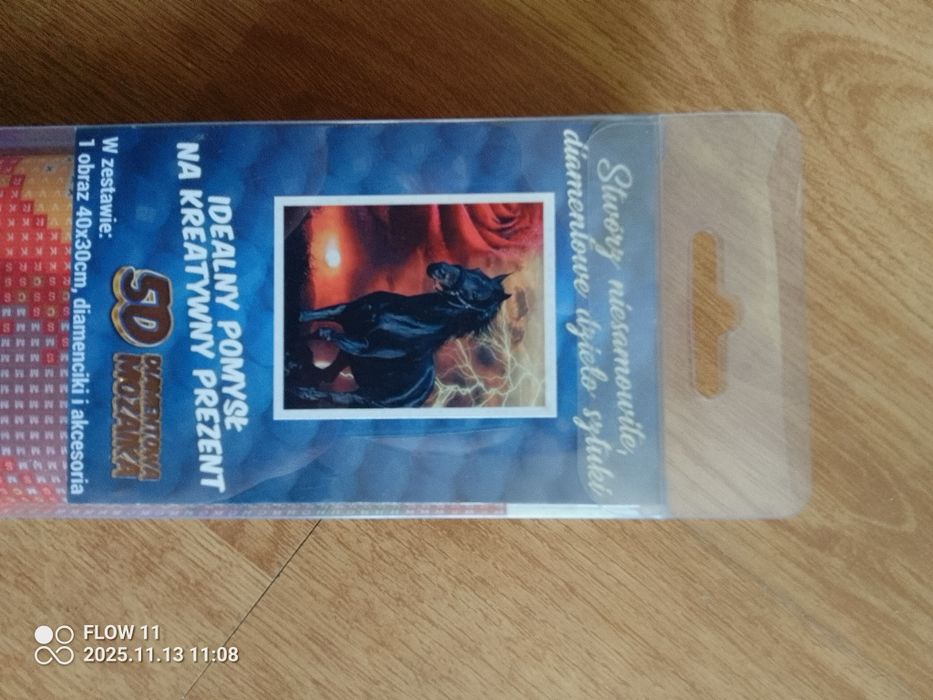 Stwórz niesamowite,
diamentowe dzieło sztuki
IDEALNY POMYSŁ
NA KREATYWNY PREZENT
5D DIAMENTOWA
MOZAIKA
W zestawie:
1 obraz 40x30cm, diamenciki i akcesoria
FLOW 11
2025.11.13 11:08